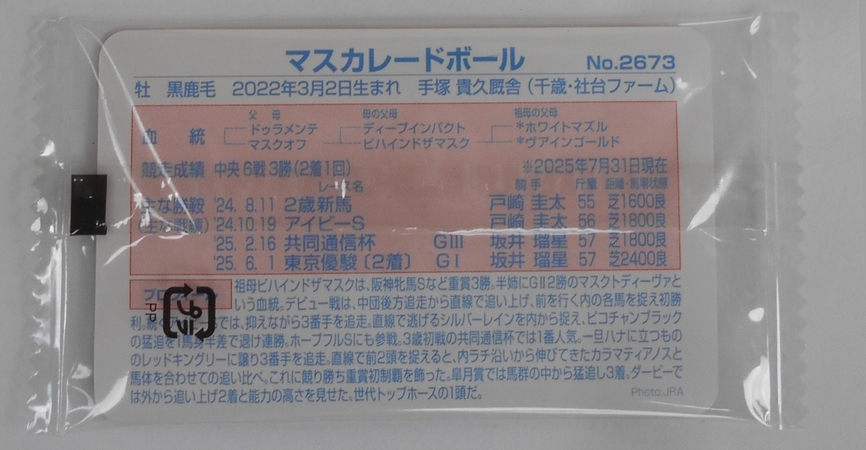 マスカレードボール No.2673
牡 黒鹿毛 2022年3月2日生まれ 手塚 貴久厩舎(千歳・社台ファーム)
父 母 母の父母 祖母の父母
血統 ドゥラメンテ ディープインパクト *ホワイトマズル
マスクオフ ビハインドザマスク *ヴァインゴールド
競走成績 中央6戦3勝(2着1回) ※2025年7月31日現在
レース名 騎手 斤量 距離・馬場状態
主な勝鞍 '24. 8.11 2歳新馬 戸崎 圭太 55 芝1600良
(主な戦績) '24.10.19 アイビーS 戸崎 圭太 56 芝1800良
'25. 2.16 共同通信杯 GIII 坂井 瑠星 57 芝1800良
'25. 6. 1 東京優駿〔2着〕 GI 坂井 瑠星 57 芝2400良
祖母ビハインドザマスクは、阪神牝馬Sなど重賞3勝。半姉にGⅡ2勝のマスクトディーヴァと
いう血統。デビュー戦は、中団後方追走から直線で追い上げ、前を行く内の各馬を捉え初勝
利。では、抑えながら3番手を追走。直線で逃げるシルバーレインを内から捉え、ピコチャンブラック
の猛追を1馬身半差で退け連勝。ホープフルSにも参戦。3歳初戦の共同通信杯では1番人気。一旦ハナに立つものの
のレッドキングリーに譲り3番手を追走。直線で前2頭を捉えると、内ラチ沿いから伸びてきたカラマティアノスと
馬体を合わせての追い比べ。これに競り勝ち重賞初制覇を飾った。皐月賞では馬群の中から猛追し3着。ダービーで
は外から追い上げ2着と能力の高さを見せた。世代トップホースの1頭だ。
Photo:JRA
プラ
PP